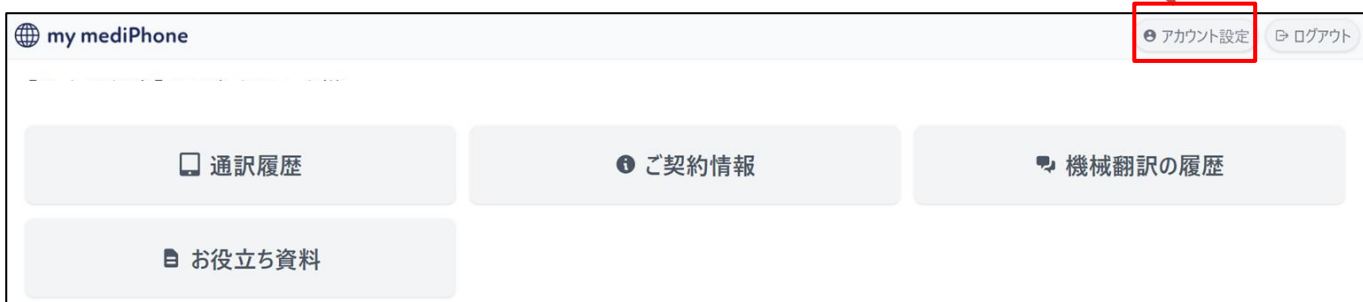 my mediPhone
アカウント設定
ログアウト
通訳履歴
ご契約情報
機械翻訳の履歴
お役立ち資料